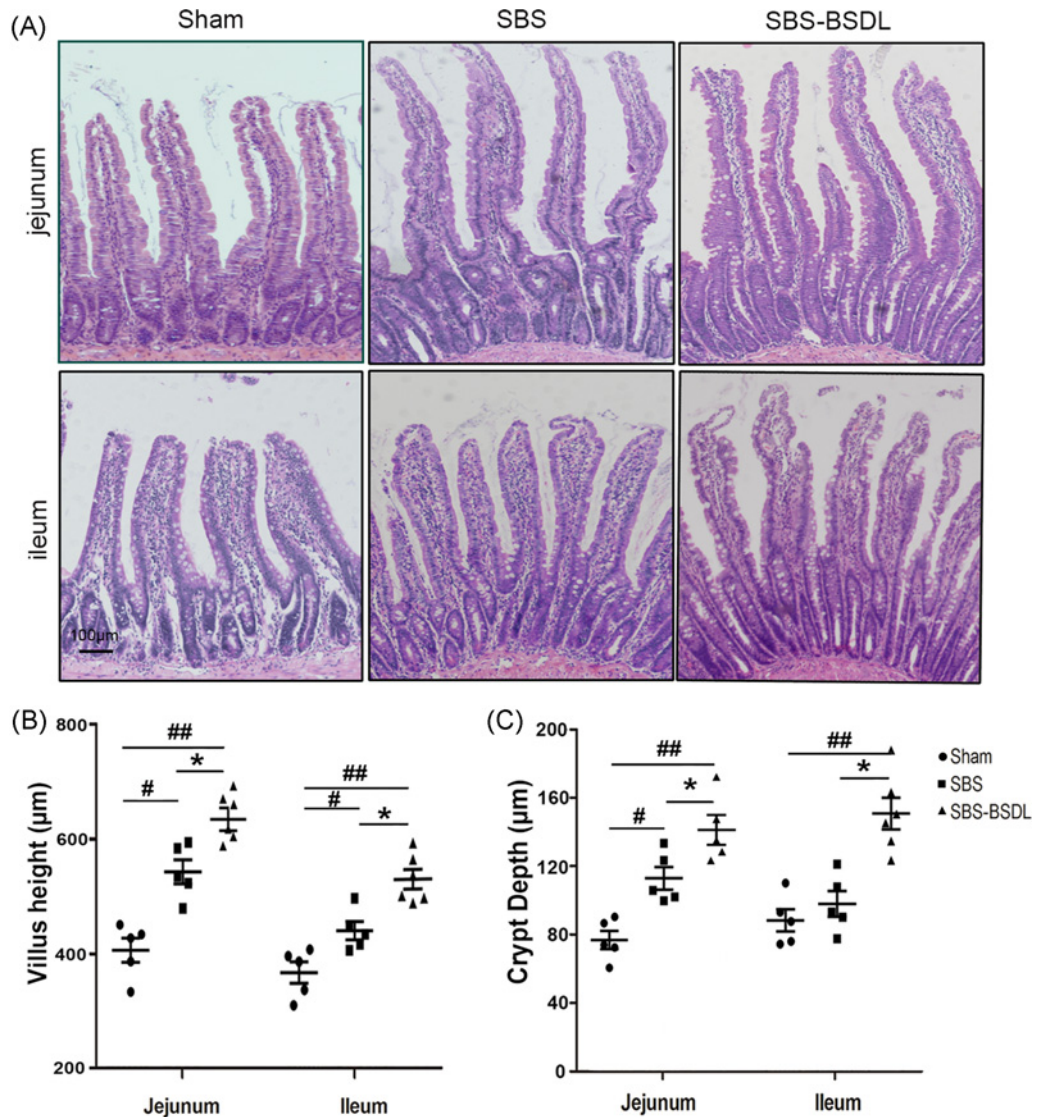 (A)
Sham SBS SBS-BSDL
jejunum
ileum
100μm
(B)
Villus height (μm)
800
600
400
200
##
*
#
##
#
*
Jejunum Ileum
(C)
Crypt Depth (μm)
200
160
120
80
40
0
##
*
#
##
*
Jejunum Ileum
Sham
SBS
SBS-BSDL